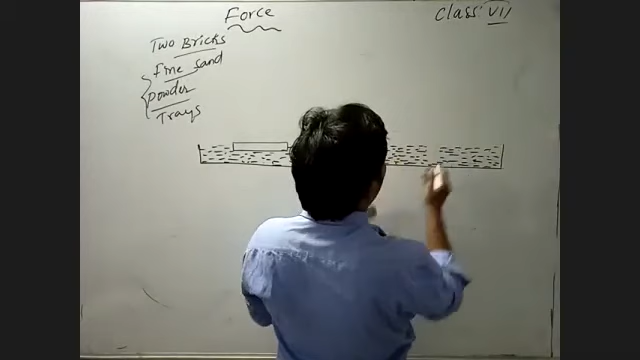 Force
Class VII
Two Bricks
fine sand
powder
Trays